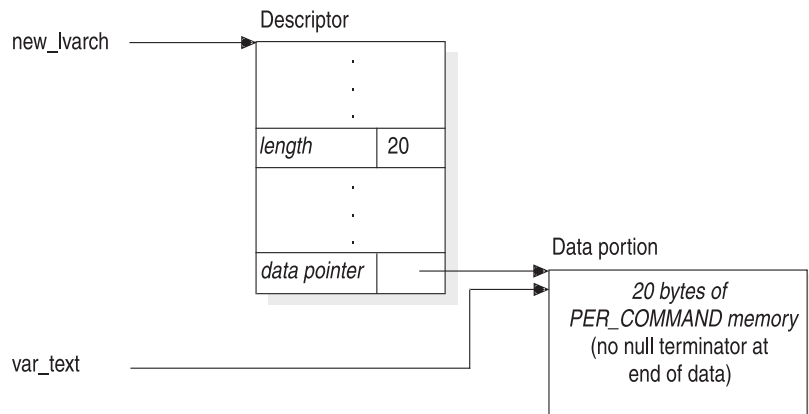 Descriptor
new_lvarch
.
.
.
length 20
.
.
.
data pointer
Data portion
20 bytes of
PER_COMMAND memory
(no null terminator at
end of data)
var_text